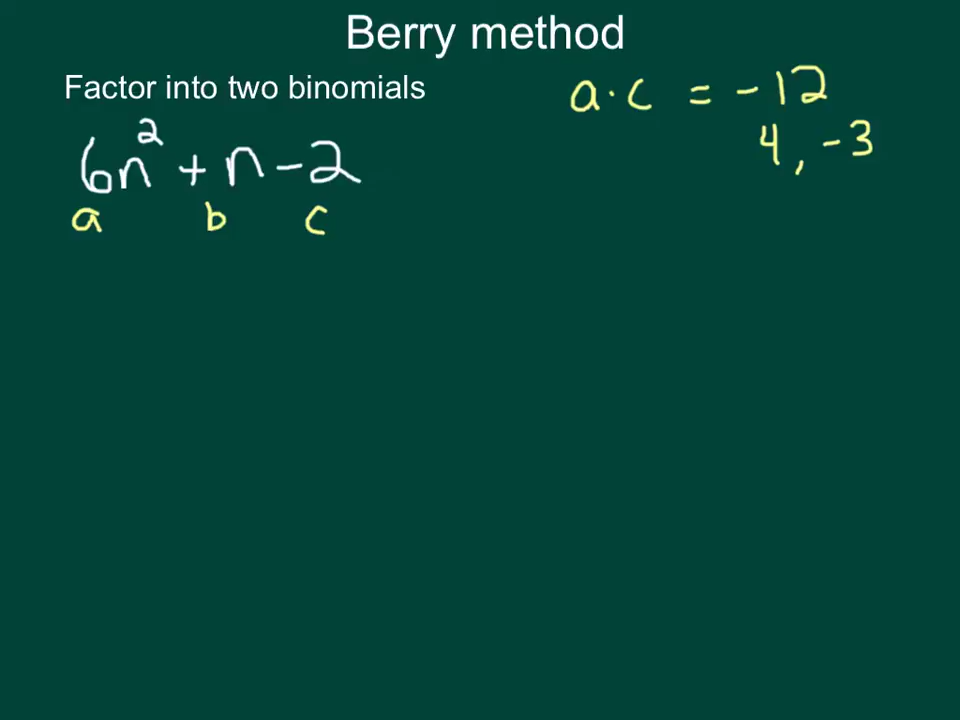 Berry method
Factor into two binomials
a · c = -12
4, -3
6n² + n - 2
a b c